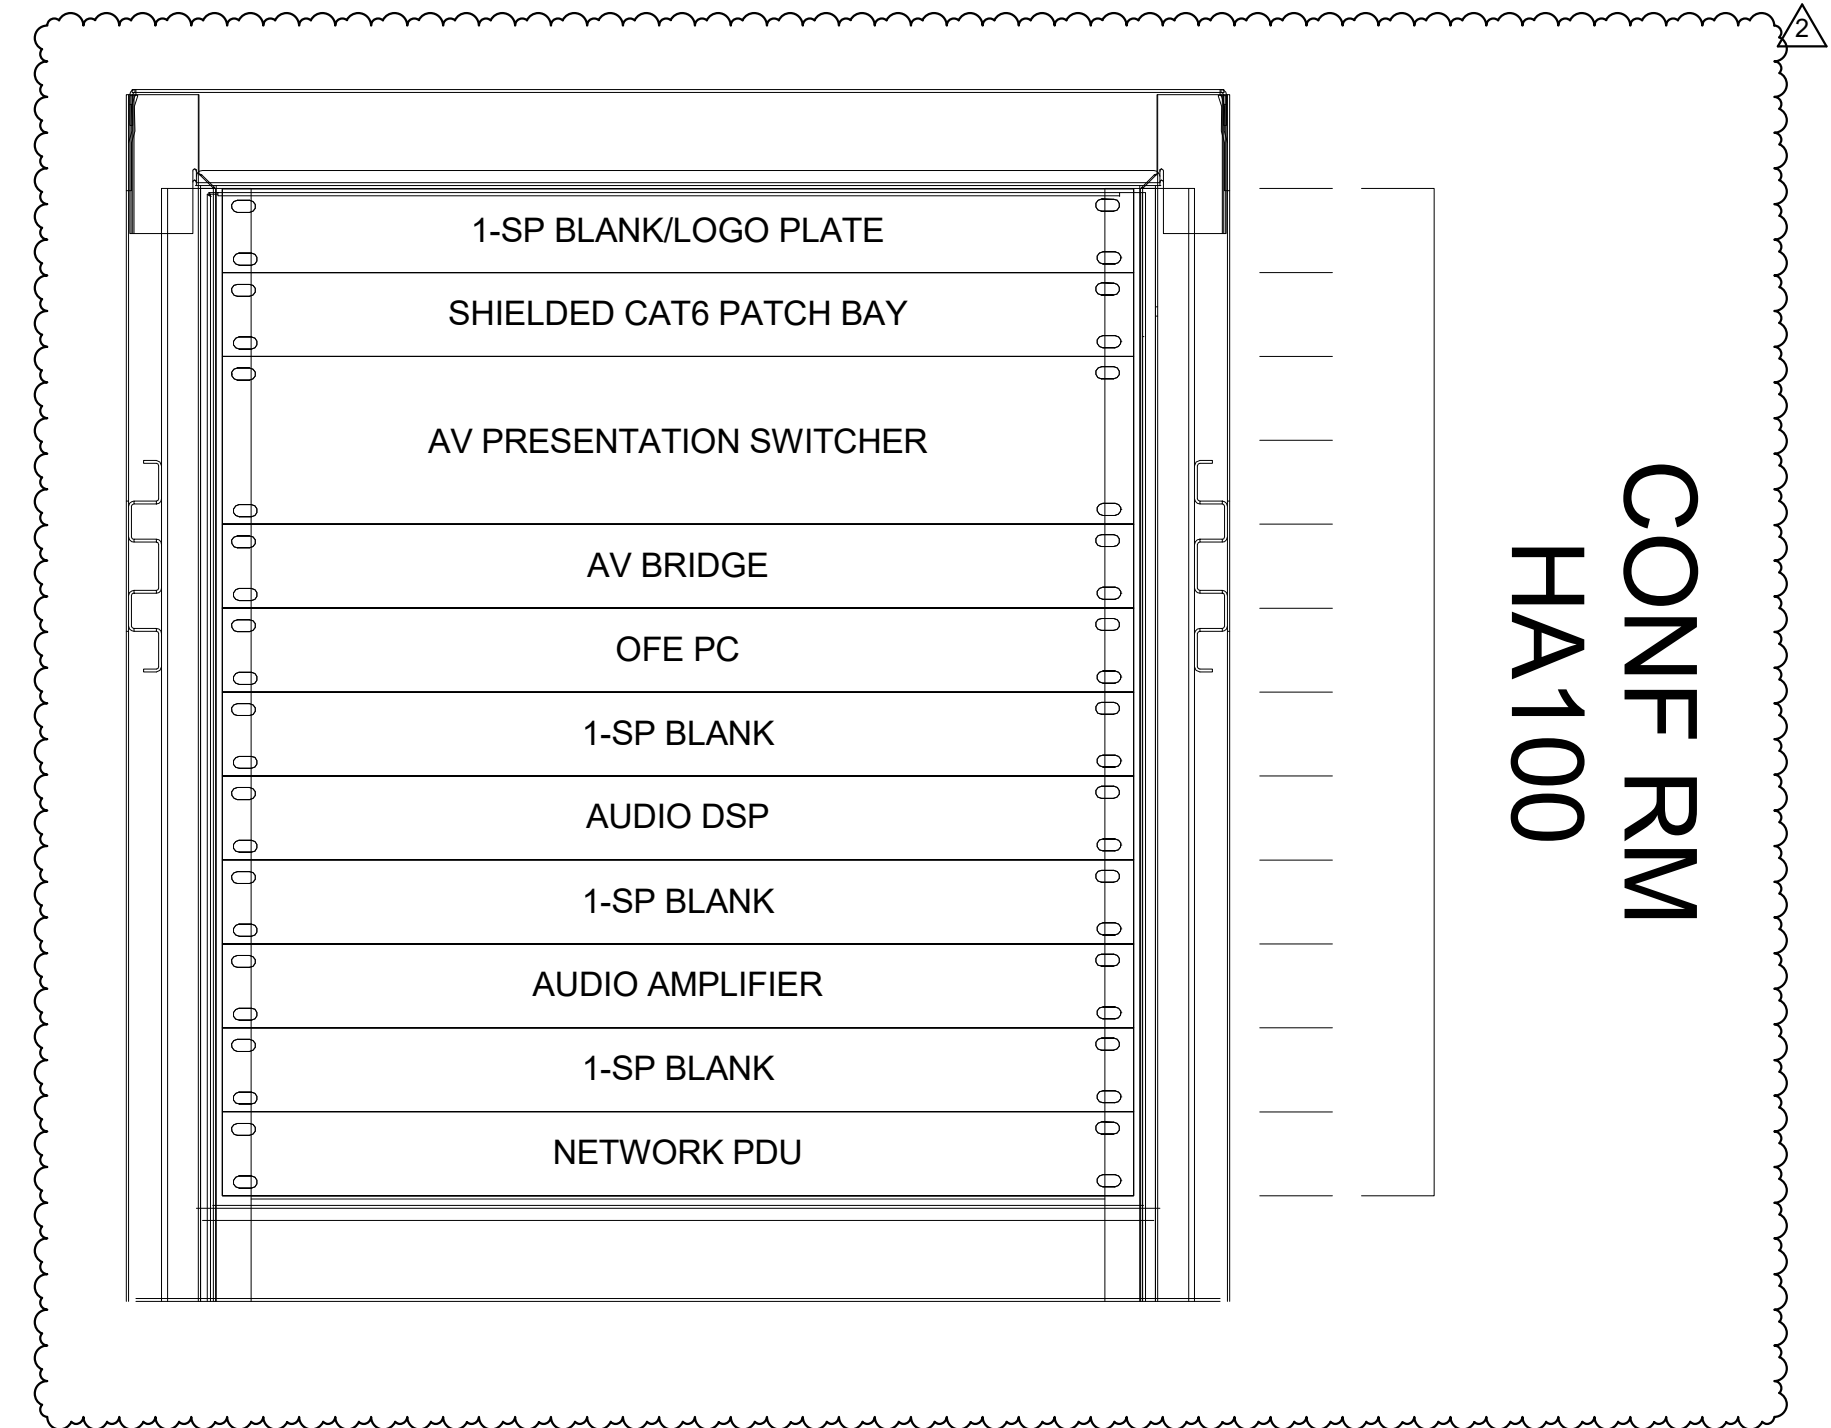 2
1-SP BLANK/LOGO PLATE
SHIELDED CAT6 PATCH BAY
AV PRESENTATION SWITCHER
AV BRIDGE
OFE PC
1-SP BLANK
AUDIO DSP
1-SP BLANK
AUDIO AMPLIFIER
1-SP BLANK
NETWORK PDU
CONF RM
HA100